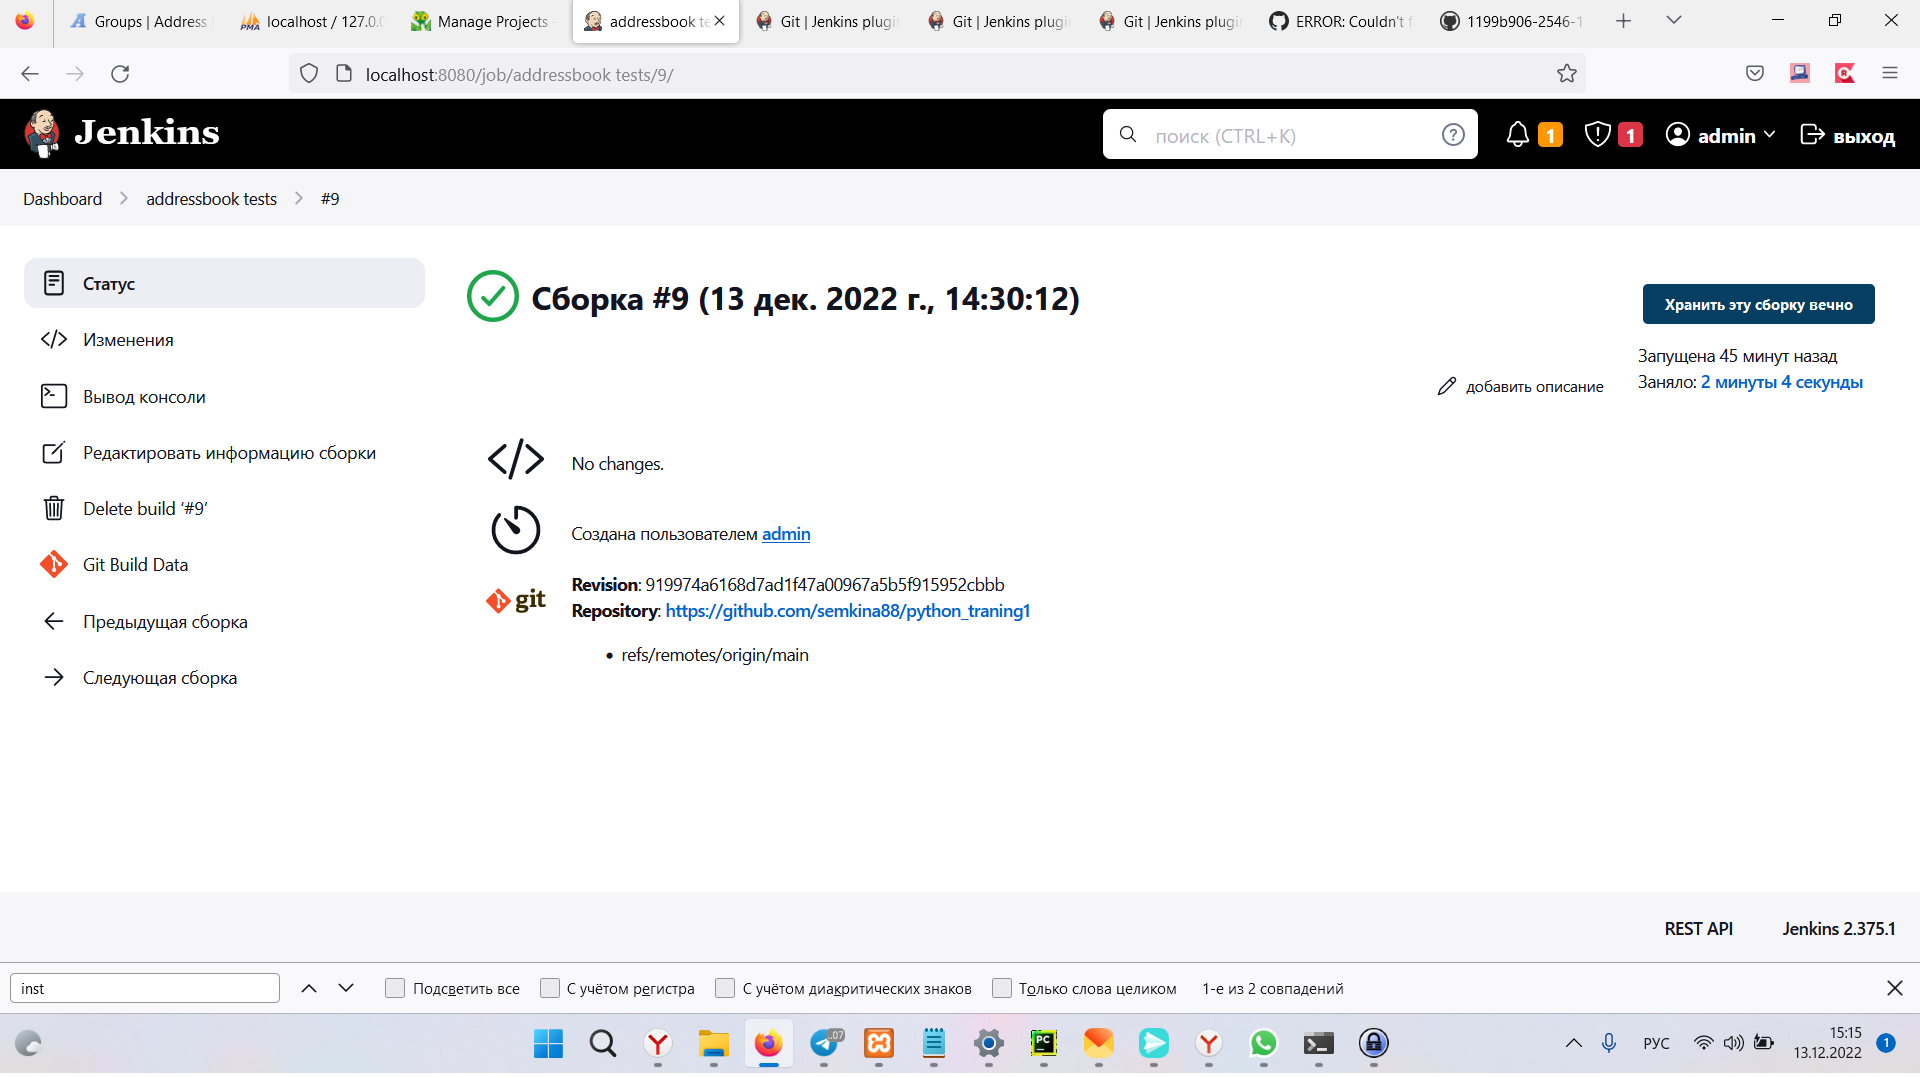 Groups | Address
localhost / 127.0.0
Manage Projects -
addressbook te
Git | Jenkins plugin
Git | Jenkins plugin
Git | Jenkins plugin
ERROR: Couldn't f
1199b906-2546-1
localhost:8080/job/addressbook tests/9/
Jenkins
поиск (CTRL+K)
?
1
1
admin
выход
Dashboard
addressbook tests
#9
Статус
Изменения
Вывод консоли
Редактировать информацию сборки
Delete build ‘#9’
Git Build Data
Предыдущая сборка
Следующая сборка
Сборка #9 (13 дек. 2022 г., 14:30:12)
Хранить эту сборку вечно
Запущена 45 минут назад
Заняло: 2 минуты 4 секунды
добавить описание
No changes.
Создана пользователем admin
git
Revision: 919974a6168d7ad1f47a00967a5b5f915952cbbb
Repository: https://github.com/semkina88/python_traning1
• refs/remotes/origin/main
REST API
Jenkins 2.375.1
inst
Подсветить все
С учётом регистра
С учётом диакритических знаков
Только слова целиком
1-е из 2 совпадений
..07
PC
РУС
15:15
13.12.2022
1